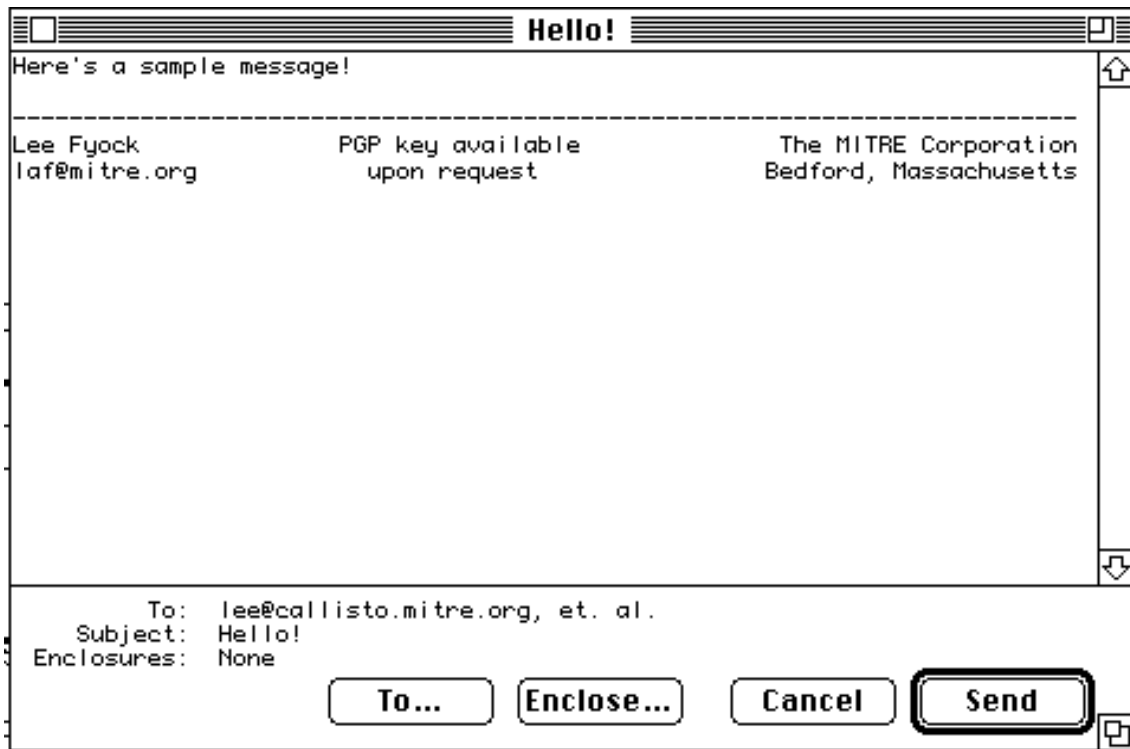 Hello!
Here's a sample message!
---------------------------------------------------------------------------
Lee Fyock PGP key available The MITRE Corporation
laf@mitre.org upon request Bedford, Massachusetts
To: lee@callisto.mitre.org, et. al.
Subject: Hello!
Enclosures: None
To... Enclose... Cancel Send